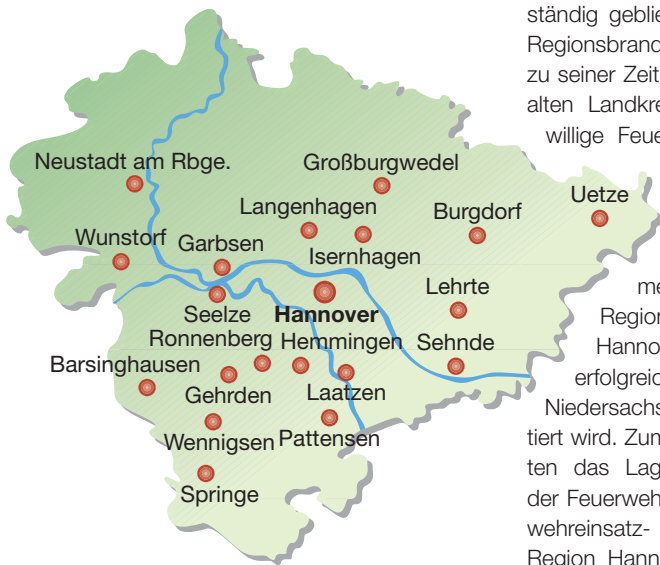 ständig geblie
Regionsbrand
zu seiner Zeit
alten Landkre
willige Feue
Neustadt am Rbge.
Großburgwedel
Uetze
Langenhagen
Burgdorf
Wunstorf
Garbsen
Isernhagen
me
Lehrte
Region
Seelze
Hannover
Hanno
Ronnenberg
Hemmingen
Sehnde
Barsinghausen
erfolgreic
Gehrden
Laatzen
Niedersachs
Wennigsen
Pattensen
tiert wird. Zum
ten das Lag
Springe
der Feuerweh
wehreinsatz-
Region Hann